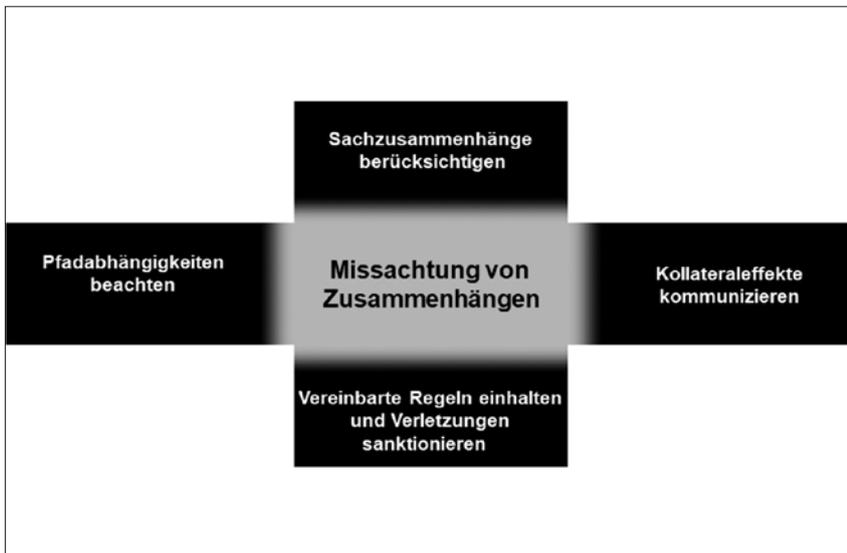 Sachzusammenhänge
berücksichtigen
Pfadabhängigkeiten
beachten
Missachtung von
Zusammenhängen
Kollateraleffekte
kommunizieren
Vereinbarte Regeln einhalten
und Verletzungen
sanktionieren